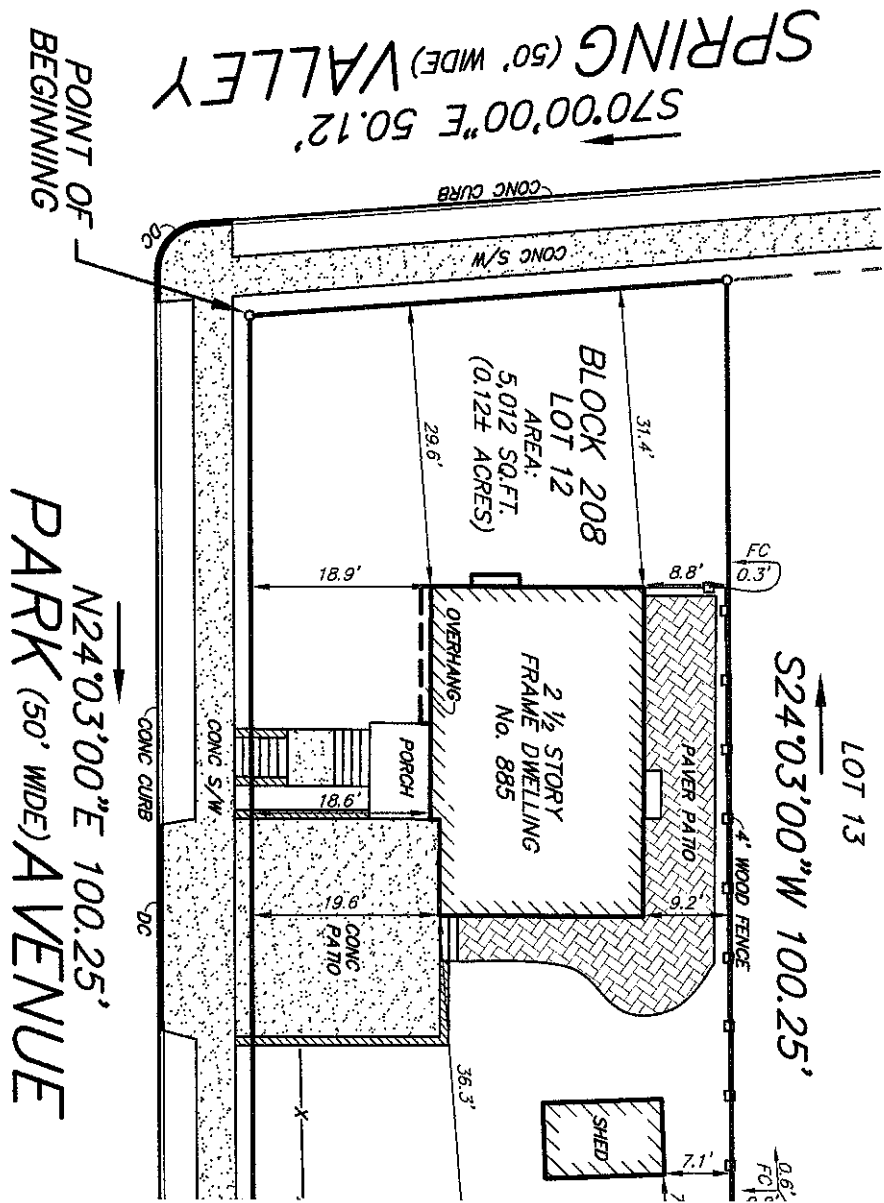 SPRING (50' WIDE) VALLEY
S70°00'00"E 50.12'
POINT OF
BEGINNING
DC
CONC CURB
CONC S/W
BLOCK 208
LOT 12
AREA:
5,012 SQ.FT.
(0.12± ACRES)
31.4'
29.6'
18.9'
8.8'
FC
0.3'
LOT 13
S24°03'00"W 100.25'
OVERHANG
2 ½ STORY
FRAME DWELLING
No. 885
PAVER PATIO
4' WOOD FENCE
PORCH
18.6'
19.6'
9.2'
CONC
PATIO
36.3'
X
SHED
7.1'
0.6'
FC
CONC S/W
CONC CURB
DC
N24°03'00"E 100.25'
PARK (50' WIDE) AVENUE